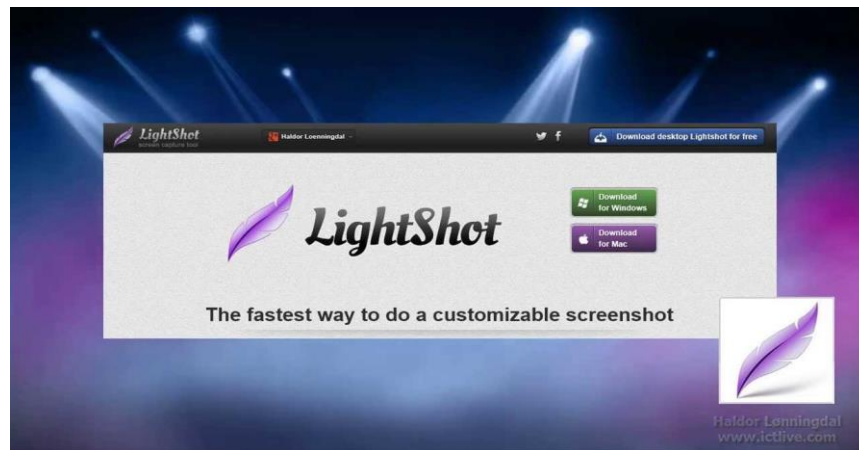 LightShot
screen capture tool
Haldor Loenningdal
f
Download desktop Lightshot for free
LightShot
Download
for Windows
Download
for Mac
The fastest way to do a customizable screenshot
Haldor Lønningdal
www.ictlive.com